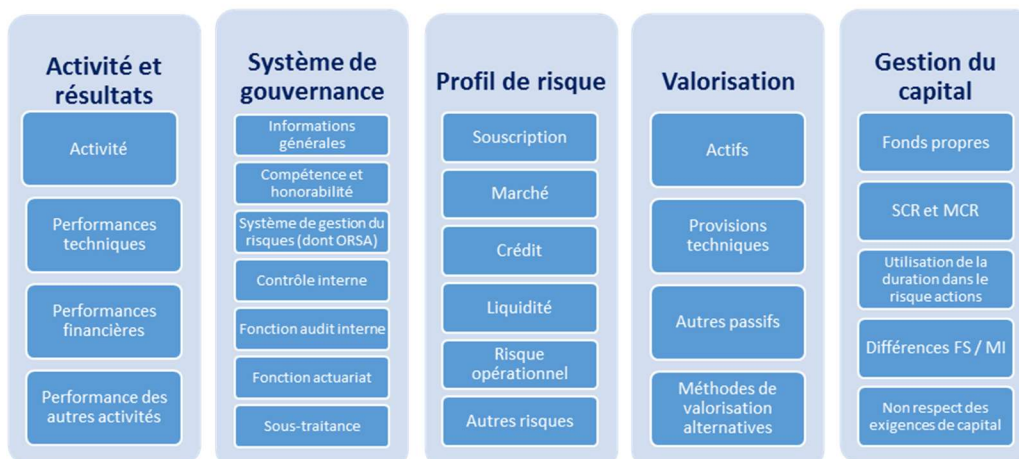 Activité et
résultats
Activité
Performances
techniques
Performances
financières
Performance des
autres activités
Système de
gouvernance
Informations
générales
Compétence et
honorabilité
Système de gestion du
risques (dont ORSA)
Contrôle interne
Fonction audit interne
Fonction actuariat
Sous-traitance
Profil de risque
Souscription
Marché
Crédit
Liquidité
Risque
opérationnel
Autres risques
Valorisation
Actifs
Provisions
techniques
Autres passifs
Méthodes de
valorisation
alternatives
Gestion du
capital
Fonds propres
SCR et MCR
Utilisation de la
duration dans le
risque actions
Différences FS / MI
Non respect des
exigences de capital